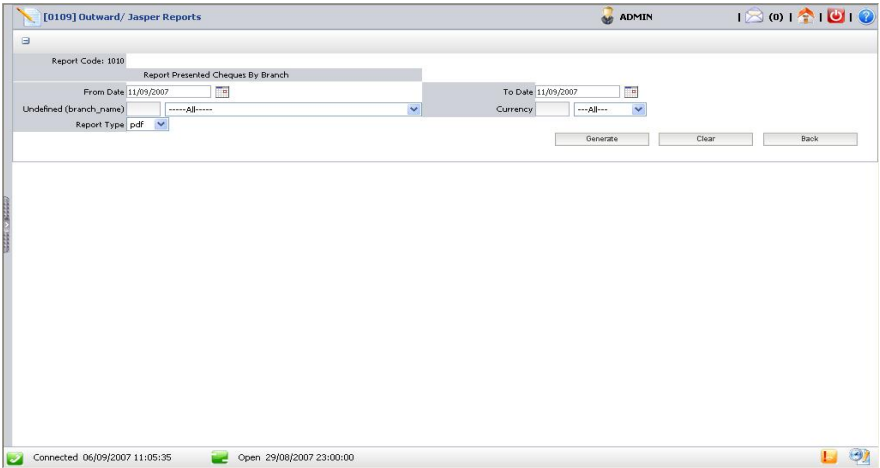 [0109] Outward/ Jasper Reports ADMIN | (0) | | | ?
Report Code: 1010
Report Presented Cheques By Branch
From Date 11/09/2007 To Date 11/09/2007
Undefined (branch_name) -----All----- Currency ---All---
Report Type pdf
Generate Clear Back
Connected 06/09/2007 11:05:35 Open 29/08/2007 23:00:00